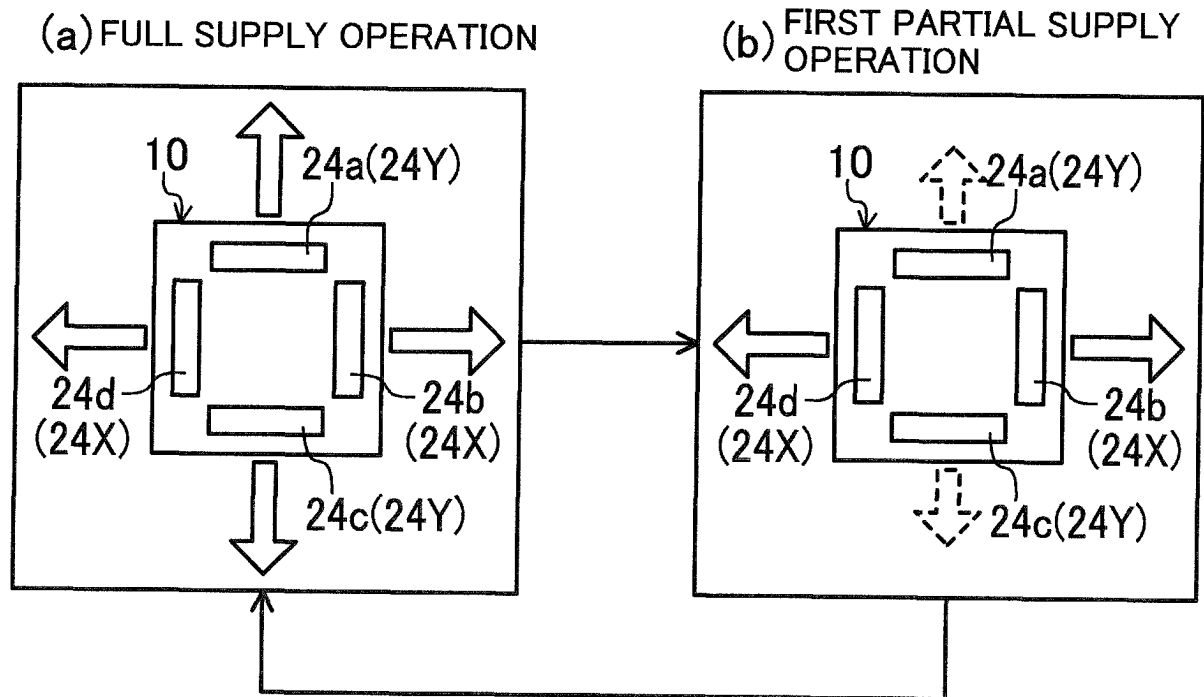 (a) FULL SUPPLY OPERATION
10
24a(24Y)
24d
(24X)
24b
(24X)
24c(24Y)
(b) FIRST PARTIAL SUPPLY
OPERATION
10
24a(24Y)
24d
(24X)
24b
(24X)
24c(24Y)